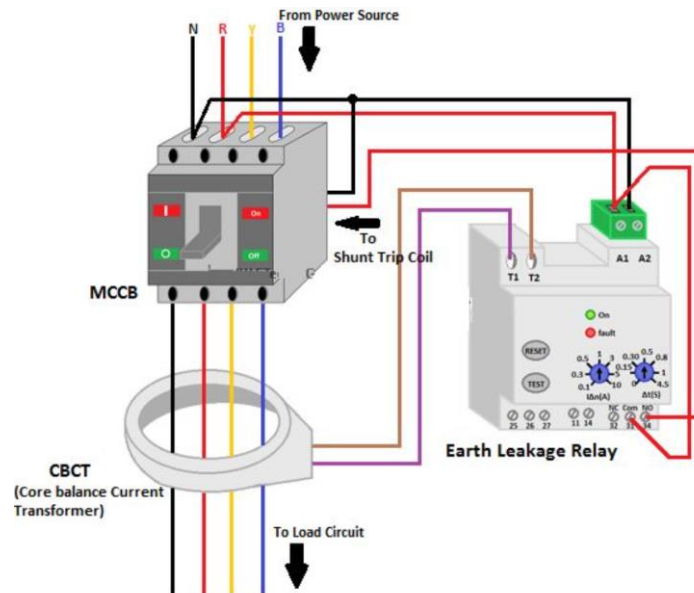 From Power Source
N R Y B
I
On
O
Off
To
Shunt Trip Coil
MCCB
A1 A2
T1 T2
On
fault
RESET
TEST
0.1 0.3 0.5 1 3 5 10
IΔn(A)
0 0.15 0.30 0.5 0.8 1 4.5
Δt(S)
NC Com NO
25 26 27 11 14 32 31 34
Earth Leakage Relay
CBCT
(Core balance Current
Transformer)
To Load Circuit